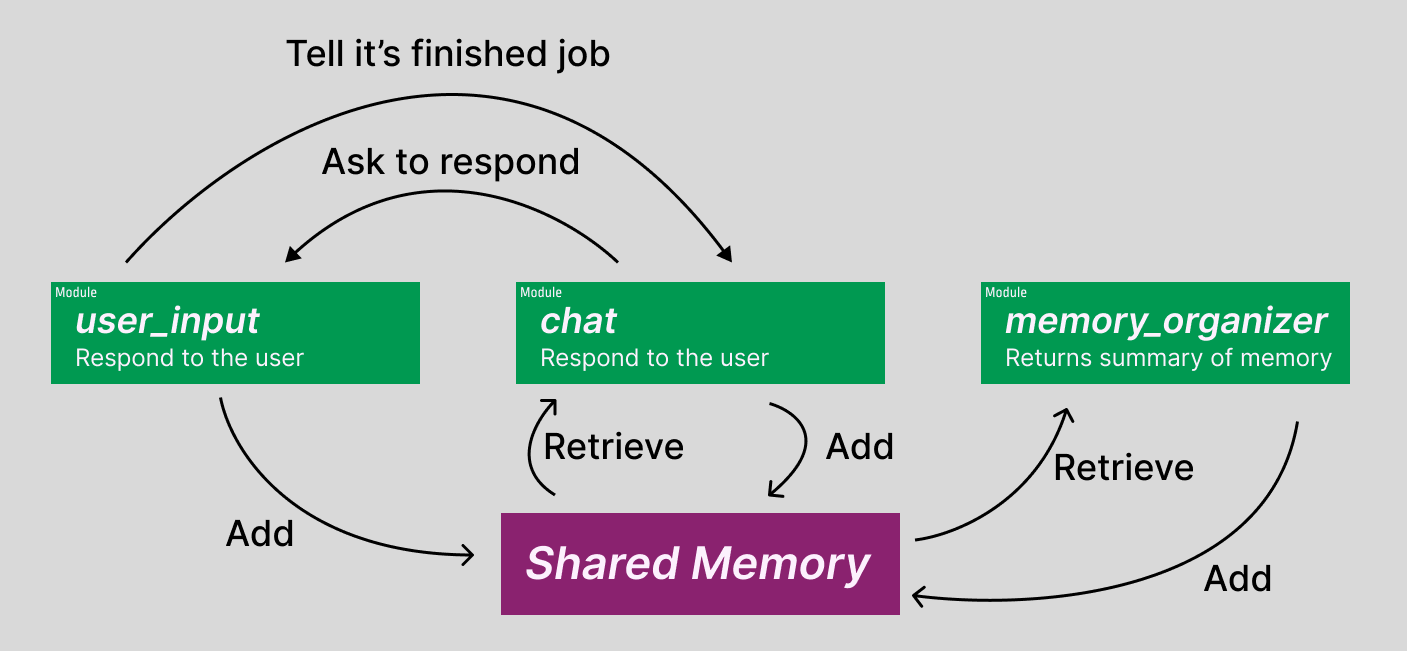 Tell it’s finished job
Ask to respond
Module
user_input
Respond to the user
Module
chat
Respond to the user
Module
memory_organizer
Returns summary of memory
Retrieve
Add
Retrieve
Add
Shared Memory
Add